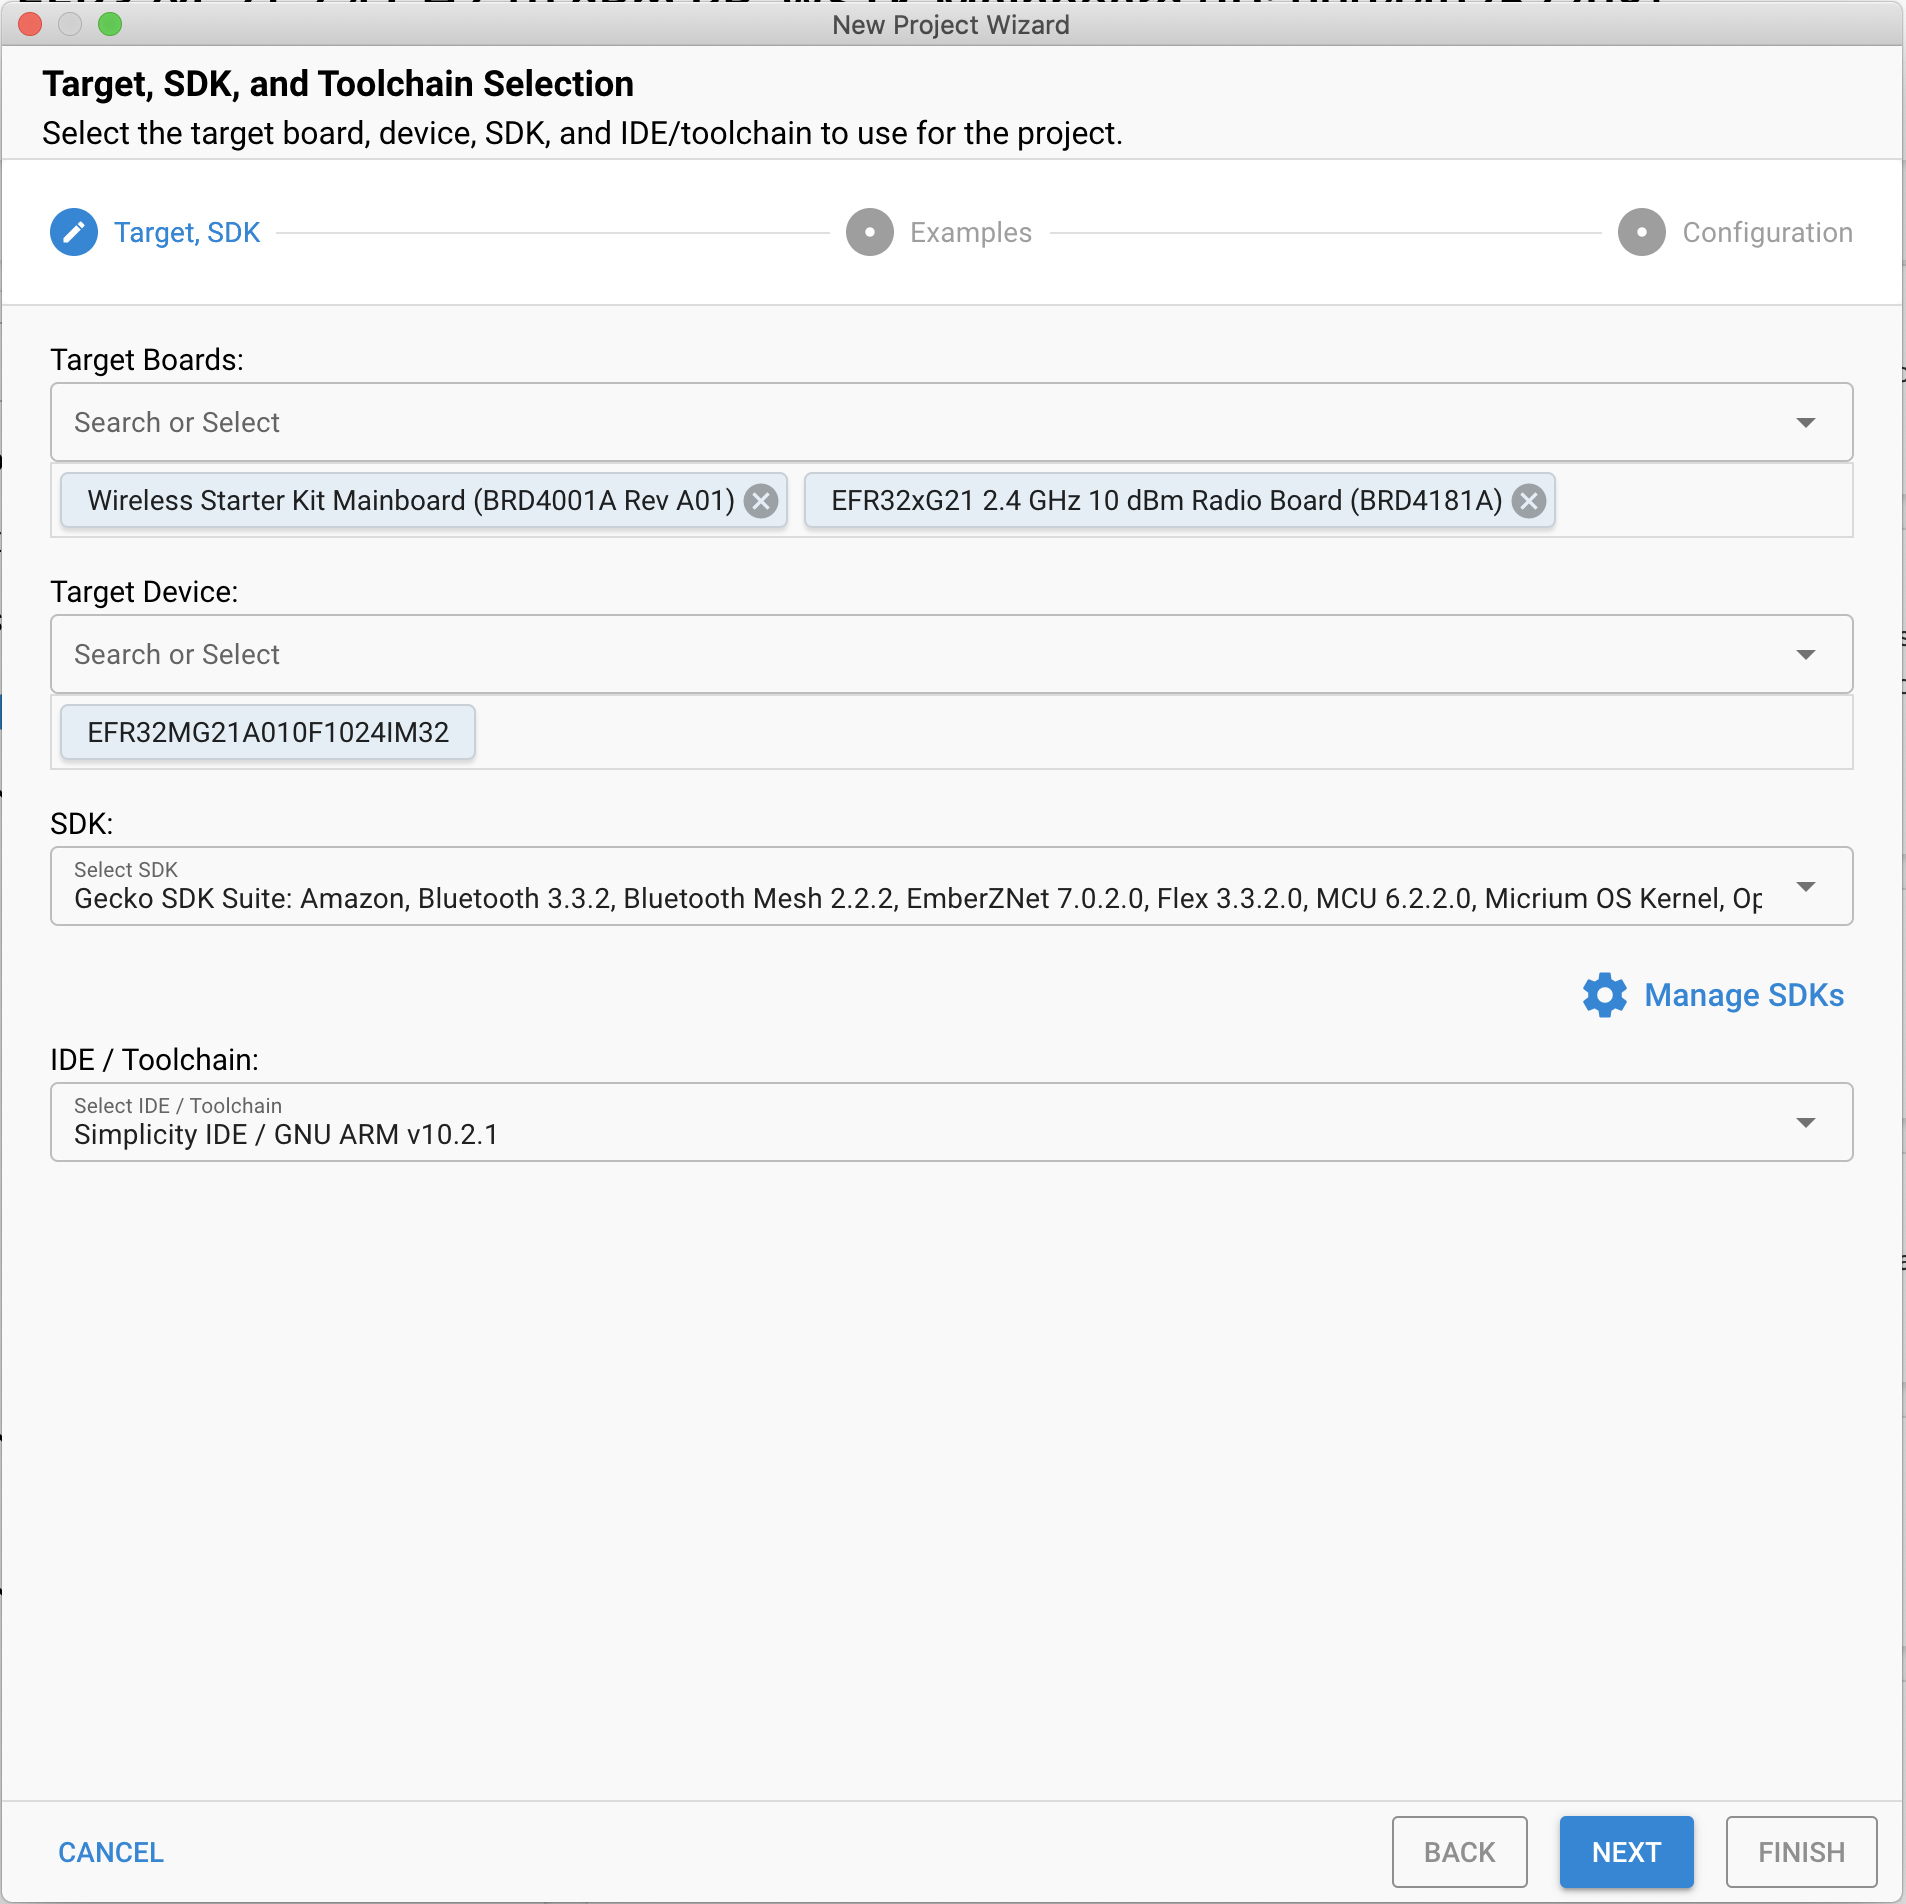 New Project Wizard
Target, SDK, and Toolchain Selection
Select the target board, device, SDK, and IDE/toolchain to use for the project.
Target, SDK
Examples
Configuration
Target Boards:
Search or Select
Wireless Starter Kit Mainboard (BRD4001A Rev A01)
EFR32xG21 2.4 GHz 10 dBm Radio Board (BRD4181A)
Target Device:
Search or Select
EFR32MG21A010F1024IM32
SDK:
Select SDK
Gecko SDK Suite: Amazon, Bluetooth 3.3.2, Bluetooth Mesh 2.2.2, EmberZNet 7.0.2.0, Flex 3.3.2.0, MCU 6.2.2.0, Micrium OS Kernel, Op
Manage SDKs
IDE / Toolchain:
Select IDE / Toolchain
Simplicity IDE / GNU ARM v10.2.1
CANCEL
BACK
NEXT
FINISH